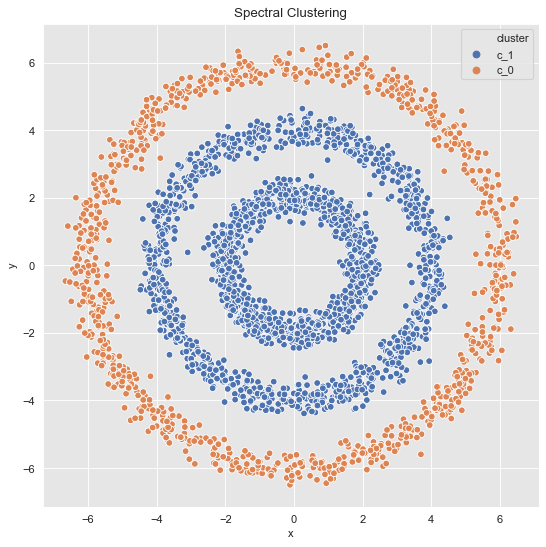 Spectral Clustering
cluster
c_1
c_0
6
4
2
0
−2
−4
−6
y
−6 −4 −2 0 2 4 6
x